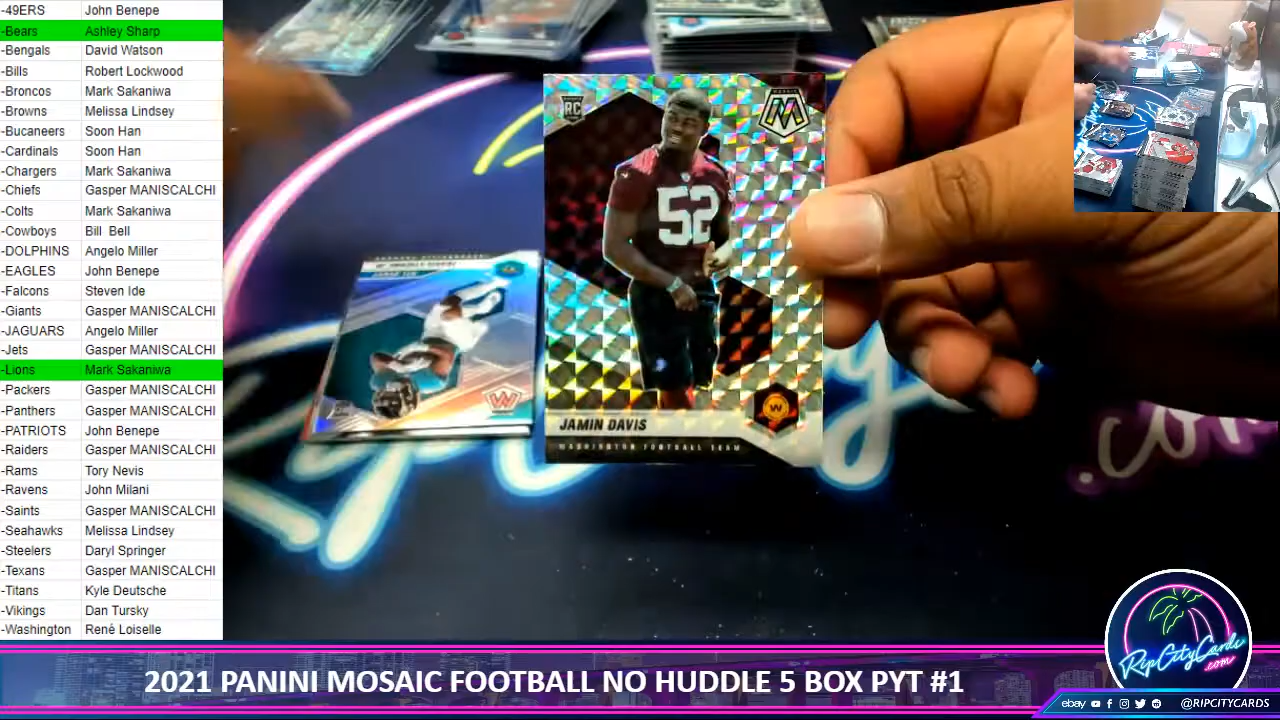 -49ERS John Benepe
-Bears Ashley Sharp
-Bengals David Watson
-Bills Robert Lockwood
-Broncos Mark Sakaniwa
-Browns Melissa Lindsey
-Bucaneers Soon Han
-Cardinals Soon Han
-Chargers Mark Sakaniwa
-Chiefs Gasper MANISCALCHI
-Colts Mark Sakaniwa
-Cowboys Bill Bell
-DOLPHINS Angelo Miller
-EAGLES John Benepe
-Falcons Steven Ide
-Giants Gasper MANISCALCHI
-JAGUARS Angelo Miller
-Jets Gasper MANISCALCHI
-Lions Mark Sakaniwa
-Packers Gasper MANISCALCHI
-Panthers Gasper MANISCALCHI
-PATRIOTS John Benepe
-Raiders Gasper MANISCALCHI
-Rams Tory Nevis
-Ravens John Milani
-Saints Gasper MANISCALCHI
-Seahawks Melissa Lindsey
-Steelers Daryl Springer
-Texans Gasper MANISCALCHI
-Titans Kyle Deutsche
-Vikings Dan Tursky
-Washington René Loiselle
RC
MOSAIC
M
52
W
JAMIN DAVIS
WASHINGTON FOOTBALL TEAM
W
.com
RipCityCards
.com
2021 PANINI MOSAIC FOOTBALL NO HUDDLE 5 BOX PYT #1
ebay @RIPCITYCARDS